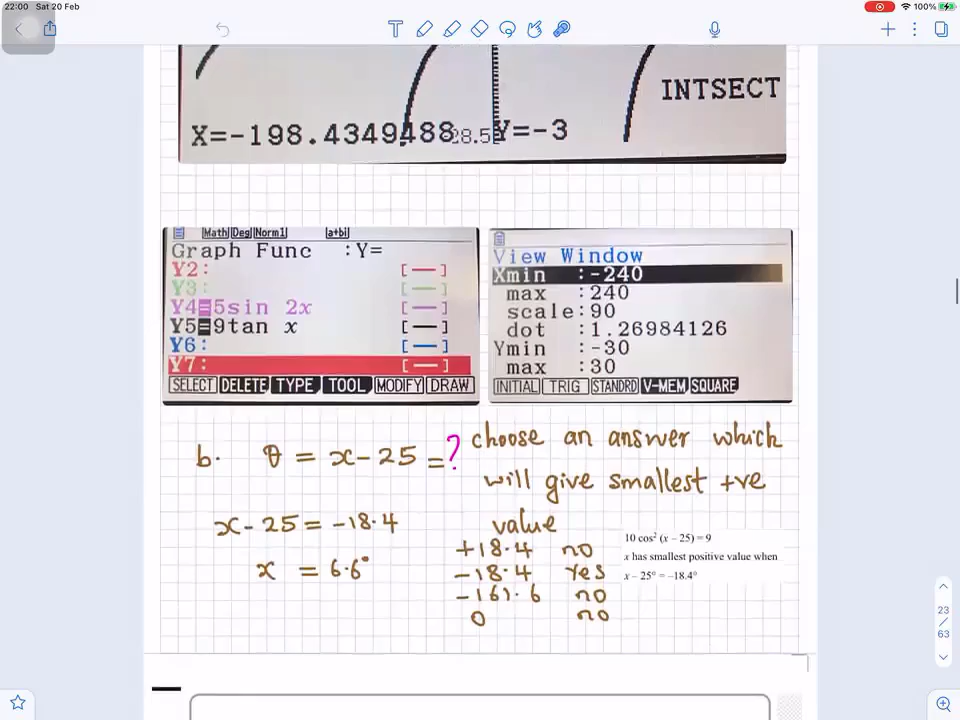 22:00 Sat 20 Feb
100%
INTSECT
X=-198.4349488 Y=-3
28.5
Math Deg Norm1 a+bi
Graph Func :Y=
Y2: [—]
Y3: [—]
Y4=5sin 2x [—]
Y5=9tan x [—]
Y6: [—]
Y7: [—]
SELECT DELETE TYPE TOOL MODIFY DRAW
View Window
Xmin :-240
max :240
scale:90
dot :1.26984126
Ymin :-30
max :30
INITIAL TRIG STANDRD V-MEM SQUARE
b. θ = x-25 = ?
choose an answer which
will give smallest +ve
value
x-25 = -18.4
x = 6.6°
+18.4 no
-18.4 yes
-161.6 no
0 no
10 cos² (x – 25) = 9
x has smallest positive value when
x – 25° = –18.4°
23
/
63